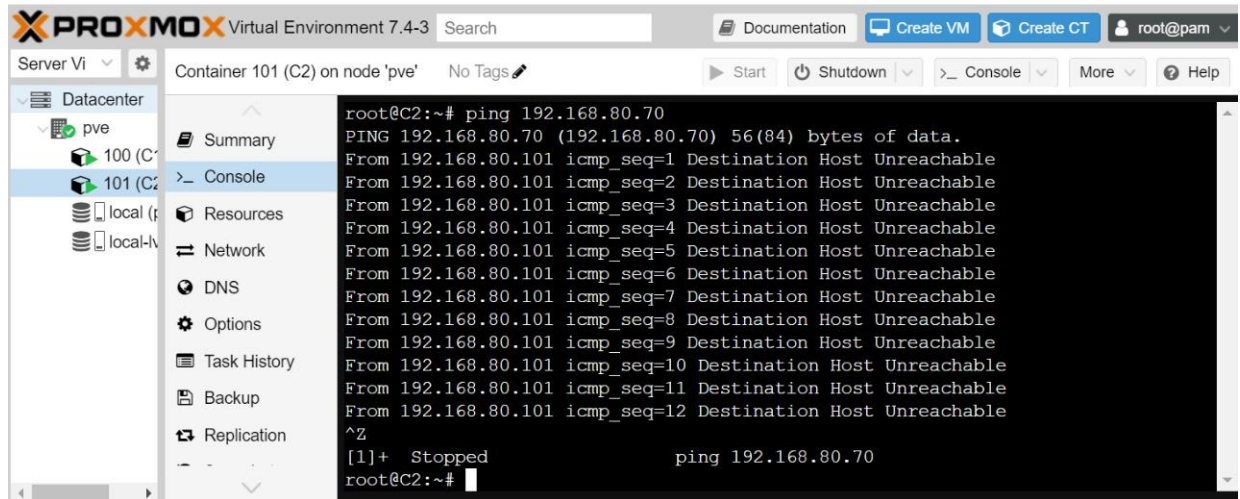 PROXMOX Virtual Environment 7.4-3 Search Documentation Create VM Create CT root@pam
Server Vi
Container 101 (C2) on node 'pve' No Tags Start Shutdown >_ Console More Help
Datacenter
pve
100 (C1
101 (C2
local (p
local-lv
Summary
>_ Console
Resources
Network
DNS
Options
Task History
Backup
Replication
root@C2:~# ping 192.168.80.70
PING 192.168.80.70 (192.168.80.70) 56(84) bytes of data.
From 192.168.80.101 icmp_seq=1 Destination Host Unreachable
From 192.168.80.101 icmp_seq=2 Destination Host Unreachable
From 192.168.80.101 icmp_seq=3 Destination Host Unreachable
From 192.168.80.101 icmp_seq=4 Destination Host Unreachable
From 192.168.80.101 icmp_seq=5 Destination Host Unreachable
From 192.168.80.101 icmp_seq=6 Destination Host Unreachable
From 192.168.80.101 icmp_seq=7 Destination Host Unreachable
From 192.168.80.101 icmp_seq=8 Destination Host Unreachable
From 192.168.80.101 icmp_seq=9 Destination Host Unreachable
From 192.168.80.101 icmp_seq=10 Destination Host Unreachable
From 192.168.80.101 icmp_seq=11 Destination Host Unreachable
From 192.168.80.101 icmp_seq=12 Destination Host Unreachable
^Z
[1]+  Stopped                 ping 192.168.80.70
root@C2:~#